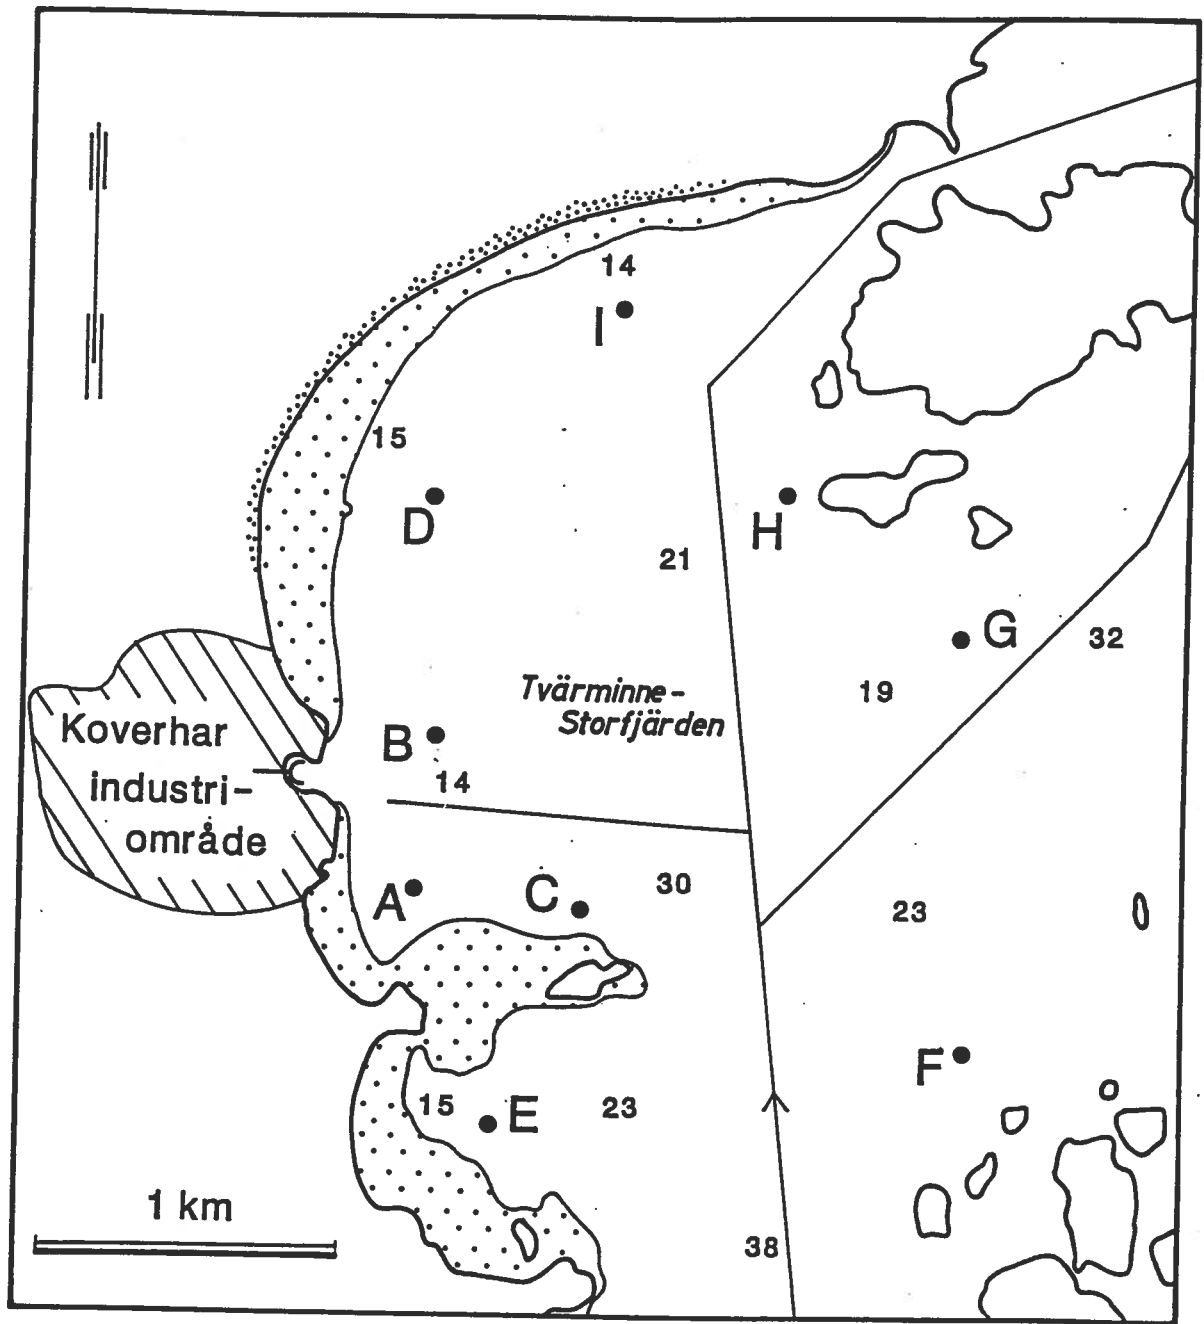 14
I
15
D
H
21
G
32
19
Tvärminne-
Storfjärden
Koverhar
industri-
område
B
14
A
C
30
23
F
15
E
23
1 km
38